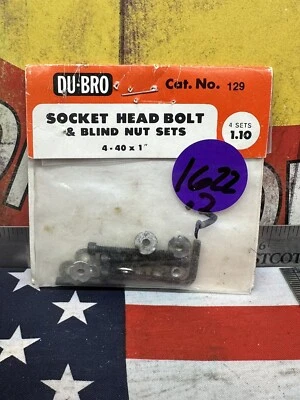 DU-BRO
Cat. No. 129
SOCKET HEAD BOLT
& BLIND NUT SETS
4-40 x 1"
4 SETS
1.10
1622